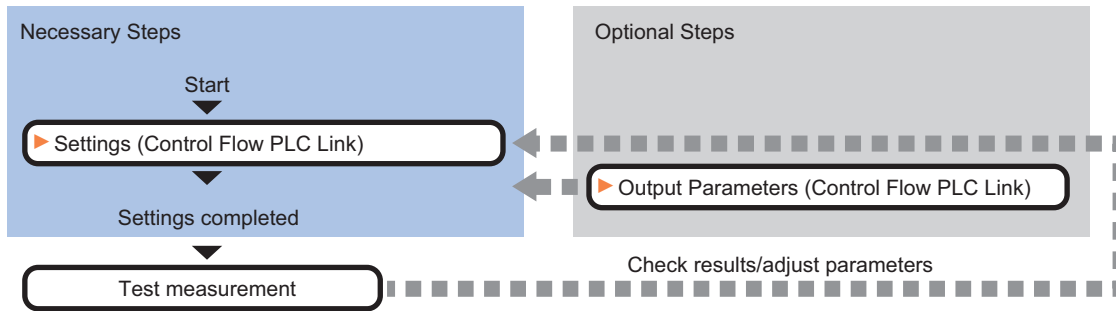 Necessary Steps
Start
Settings (Control Flow PLC Link)
Settings completed
Test measurement
Optional Steps
Output Parameters (Control Flow PLC Link)
Check results/adjust parameters